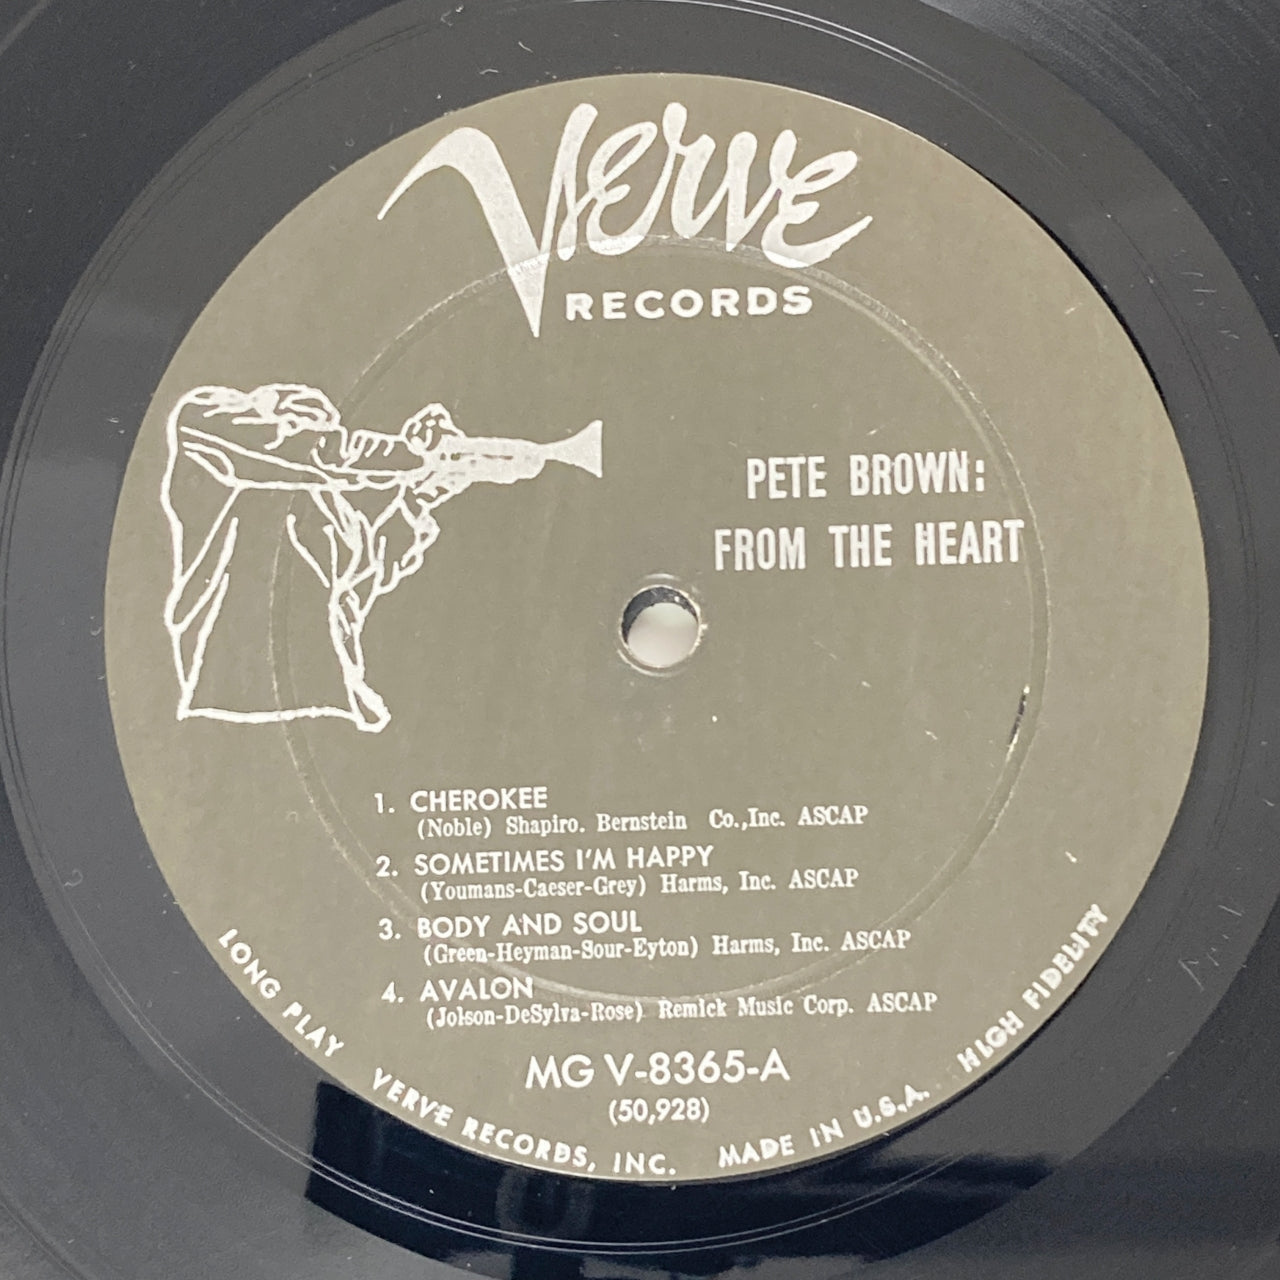 Verve
RECORDS
PETE BROWN:
FROM THE HEART
1. CHEROKEE
(Noble) Shapiro. Bernstein Co.,Inc. ASCAP
2. SOMETIMES I'M HAPPY
(Youmans-Caeser-Grey) Harms, Inc. ASCAP
3. BODY AND SOUL
(Green-Heyman-Sour-Eyton) Harms, Inc. ASCAP
4. AVALON
(Jolson-DeSylva-Rose) Remick Music Corp. ASCAP
MG V-8365-A
(50,928)
LONG PLAY VERVE RECORDS, INC. MADE IN U.S.A. HIGH FIDELITY